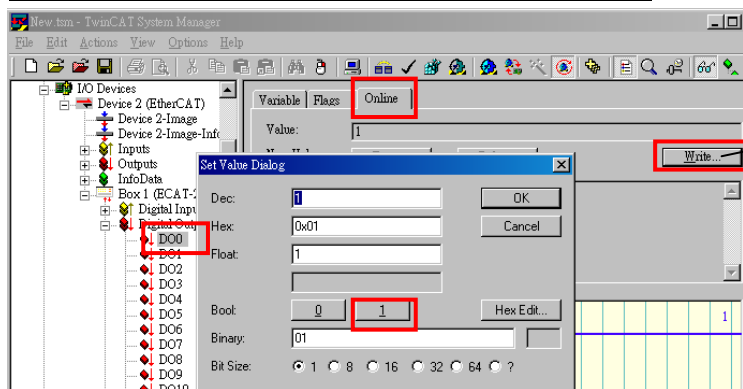 New.tsm - TwinCAT System Manager
File Edit Actions View Options Help
I/O Devices
Device 2 (EtherCAT)
Device 2-Image
Device 2-Image-Info
Inputs
Outputs
InfoData
Box 1 (ECAT-2
Digital Inpu
Digital Outp
DO0
DO1
DO2
DO3
DO4
DO5
DO6
DO7
DO8
DO9
DO10
Variable Flags Online
Value: 1
Write...
Set Value Dialog
Dec: 1 OK
Hex: 0x01 Cancel
Float: 1
Bool: 0 1 Hex Edit...
Binary: 01
Bit Size: 1 8 16 32 64 ?
1